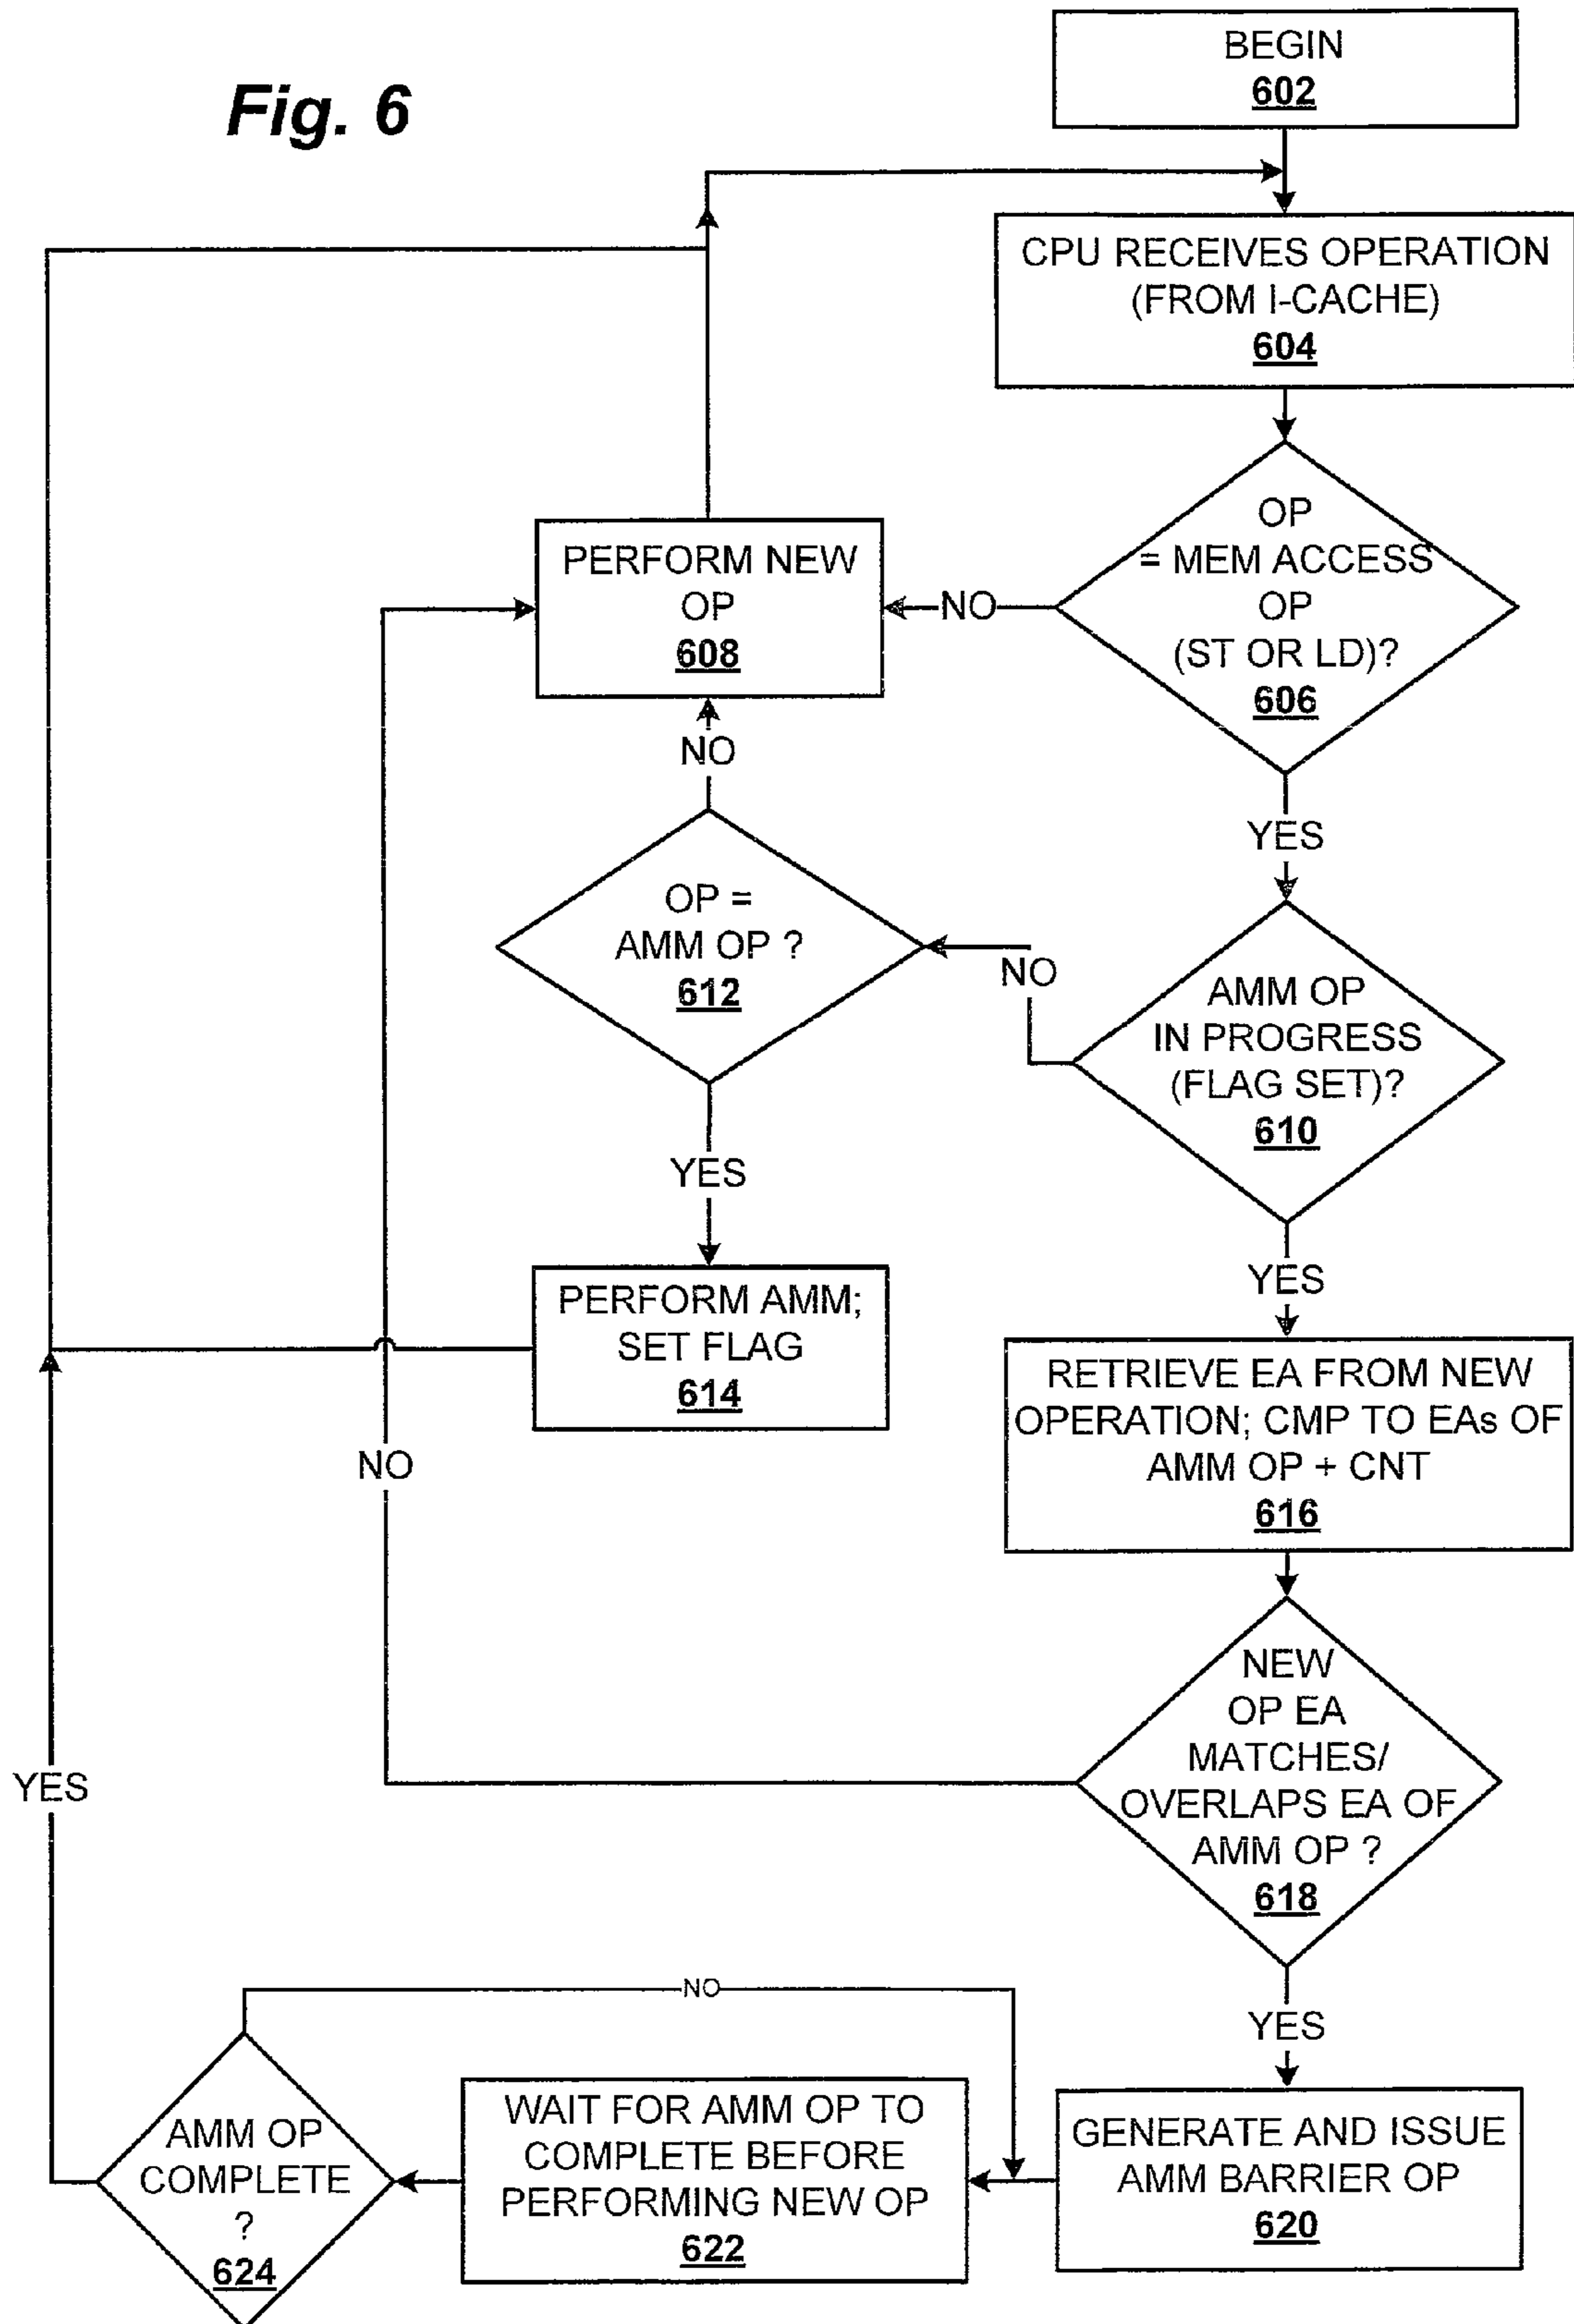 Fig. 6
BEGIN
602
CPU RECEIVES OPERATION
(FROM I-CACHE)
604
OP
= MEM ACCESS
OP
(ST OR LD)?
606
NO
PERFORM NEW
OP
608
YES
NO
OP =
AMM OP ?
612
NO
AMM OP
IN PROGRESS
(FLAG SET)?
610
YES
PERFORM AMM;
SET FLAG
614
YES
RETRIEVE EA FROM NEW
OPERATION; CMP TO EAs OF
AMM OP + CNT
616
NO
NEW
OP EA
MATCHES/
OVERLAPS EA OF
AMM OP ?
618
YES
NO
YES
GENERATE AND ISSUE
AMM BARRIER OP
620
WAIT FOR AMM OP TO
COMPLETE BEFORE
PERFORMING NEW OP
622
AMM OP
COMPLETE
?
624